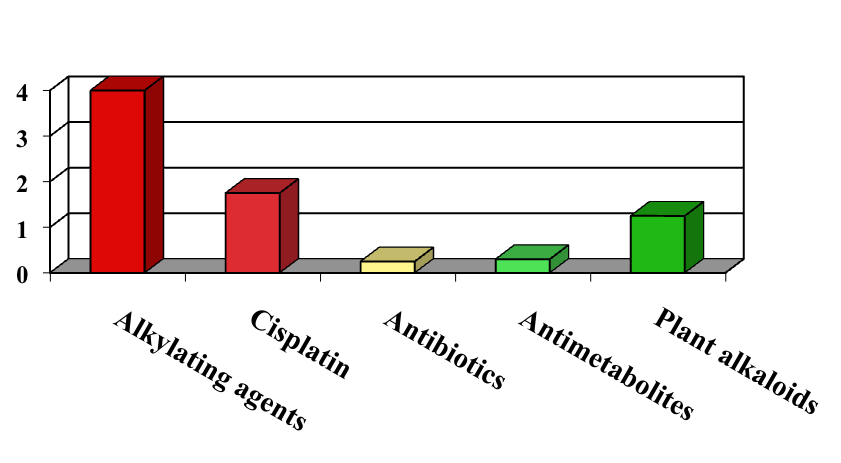 4
3
2
1
0
Alkylating agents
Cisplatin
Antibiotics
Antimetabolites
Plant alkaloids